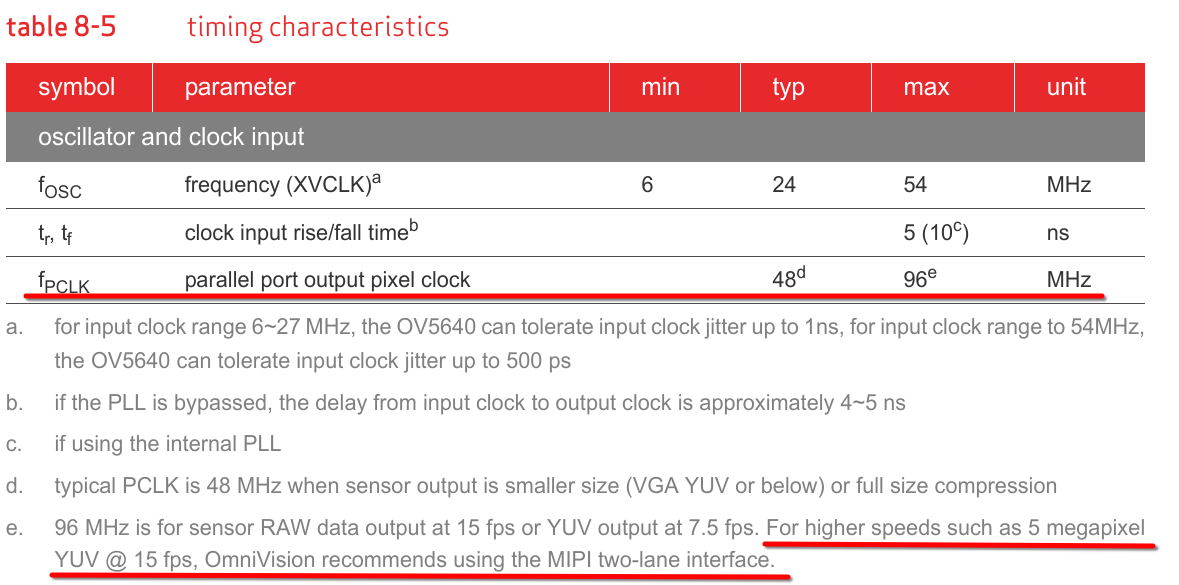 table 8-5 timing characteristics
symbol parameter min typ max unit
oscillator and clock input
fOSC frequency (XVCLK)a 6 24 54 MHz
tr, tf clock input rise/fall timeb 5 (10c) ns
fPCLK parallel port output pixel clock 48d 96e MHz
a. for input clock range 6~27 MHz, the OV5640 can tolerate input clock jitter up to 1ns, for input clock range to 54MHz,
the OV5640 can tolerate input clock jitter up to 500 ps
b. if the PLL is bypassed, the delay from input clock to output clock is approximately 4~5 ns
c. if using the internal PLL
d. typical PCLK is 48 MHz when sensor output is smaller size (VGA YUV or below) or full size compression
e. 96 MHz is for sensor RAW data output at 15 fps or YUV output at 7.5 fps. For higher speeds such as 5 megapixel
YUV @ 15 fps, OmniVision recommends using the MIPI two-lane interface.